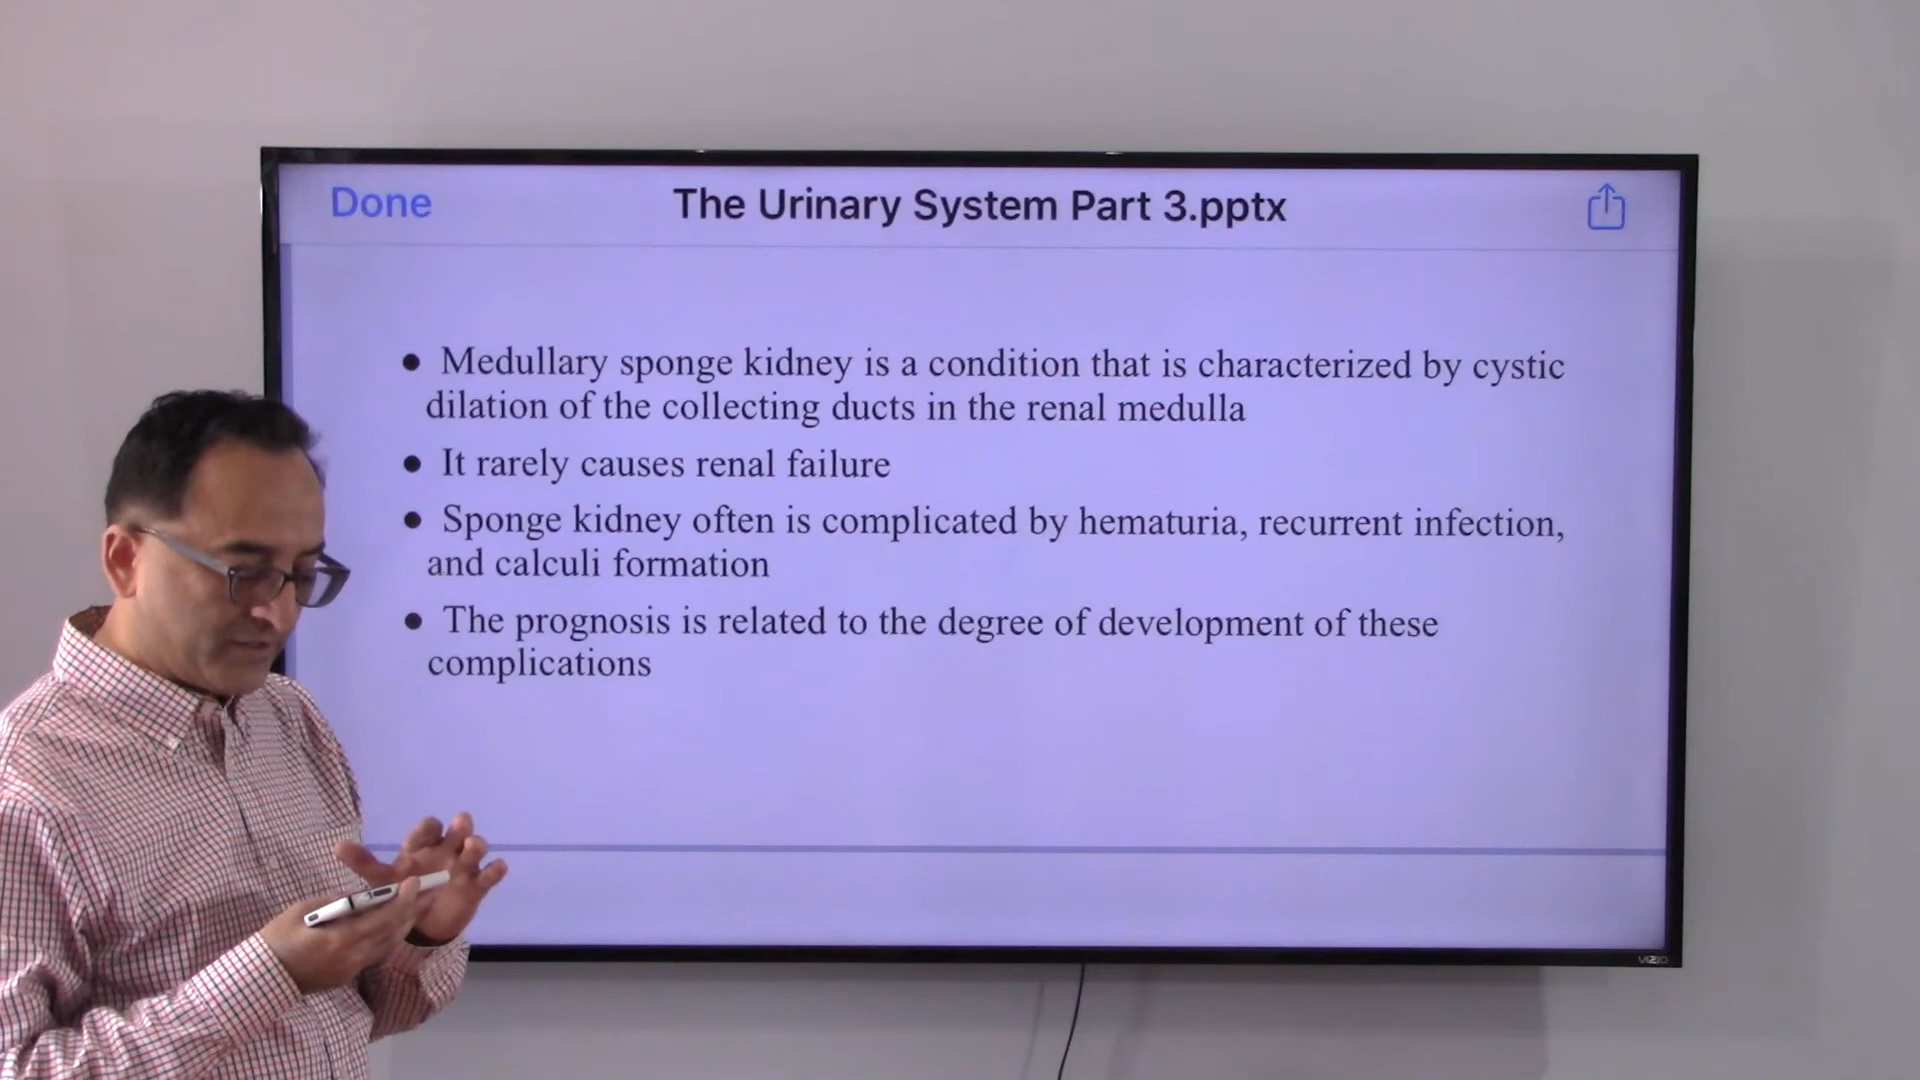 Done
The Urinary System Part 3.pptx
● Medullary sponge kidney is a condition that is characterized by cystic
dilation of the collecting ducts in the renal medulla
● It rarely causes renal failure
● Sponge kidney often is complicated by hematuria, recurrent infection,
and calculi formation
● The prognosis is related to the degree of development of these
complications
VIZIO